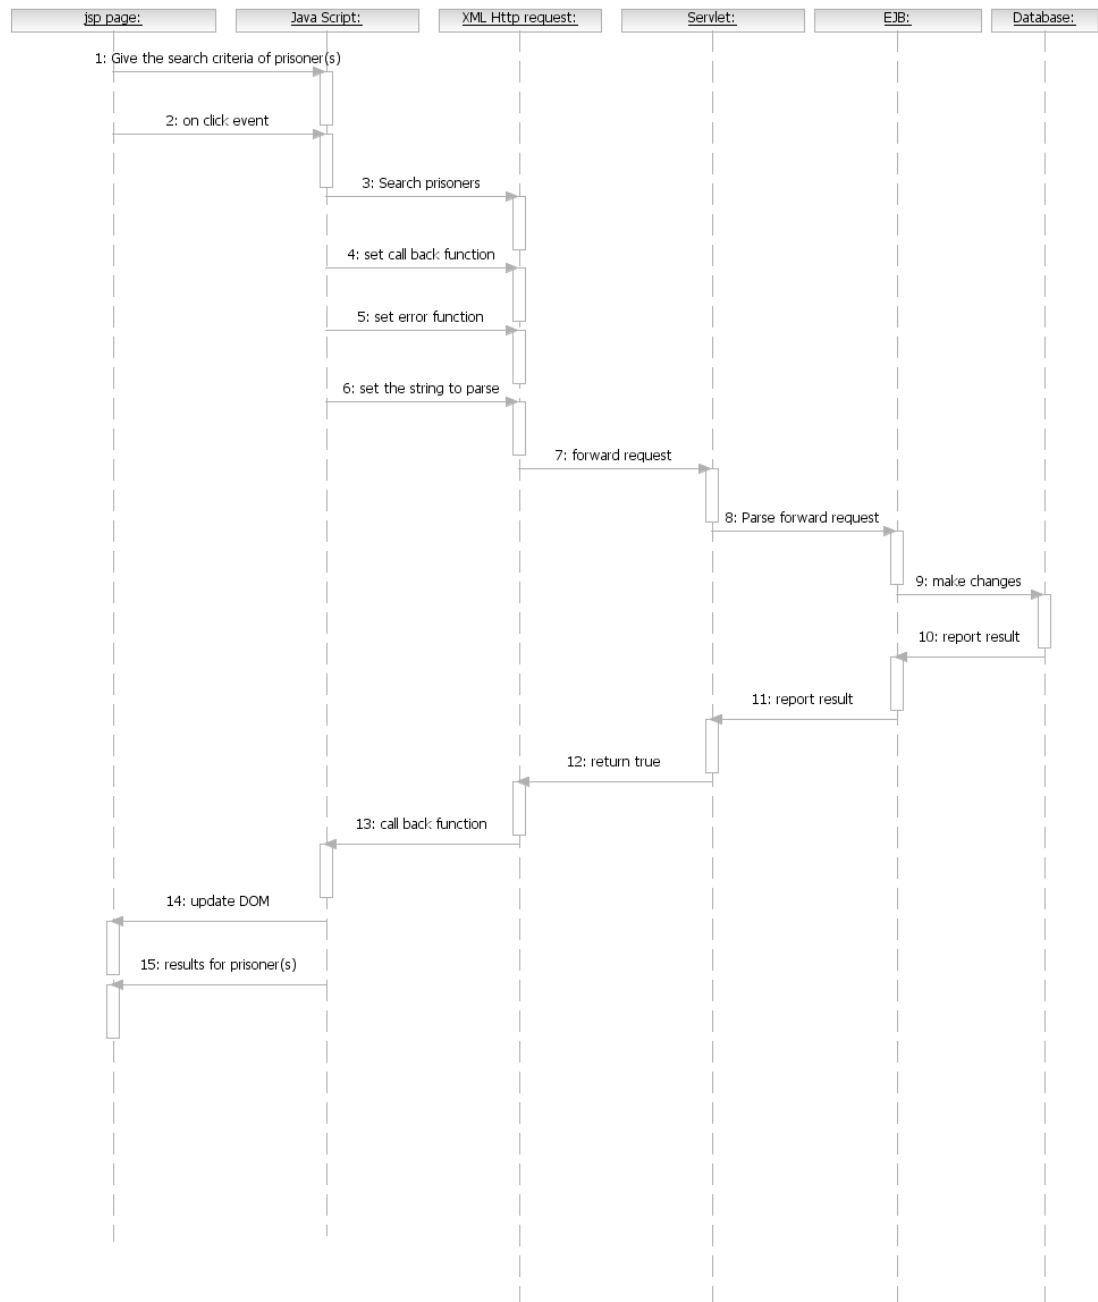 jsp page:
Java Script:
XML Http request:
Servlet:
EJB:
Database:
1: Give the search criteria of prisoner(s)
2: on click event
3: Search prisoners
4: set call back function
5: set error function
6: set the string to parse
7: forward request
8: Parse forward request
9: make changes
10: report result
11: report result
12: return true
13: call back function
14: update DOM
15: results for prisoner(s)